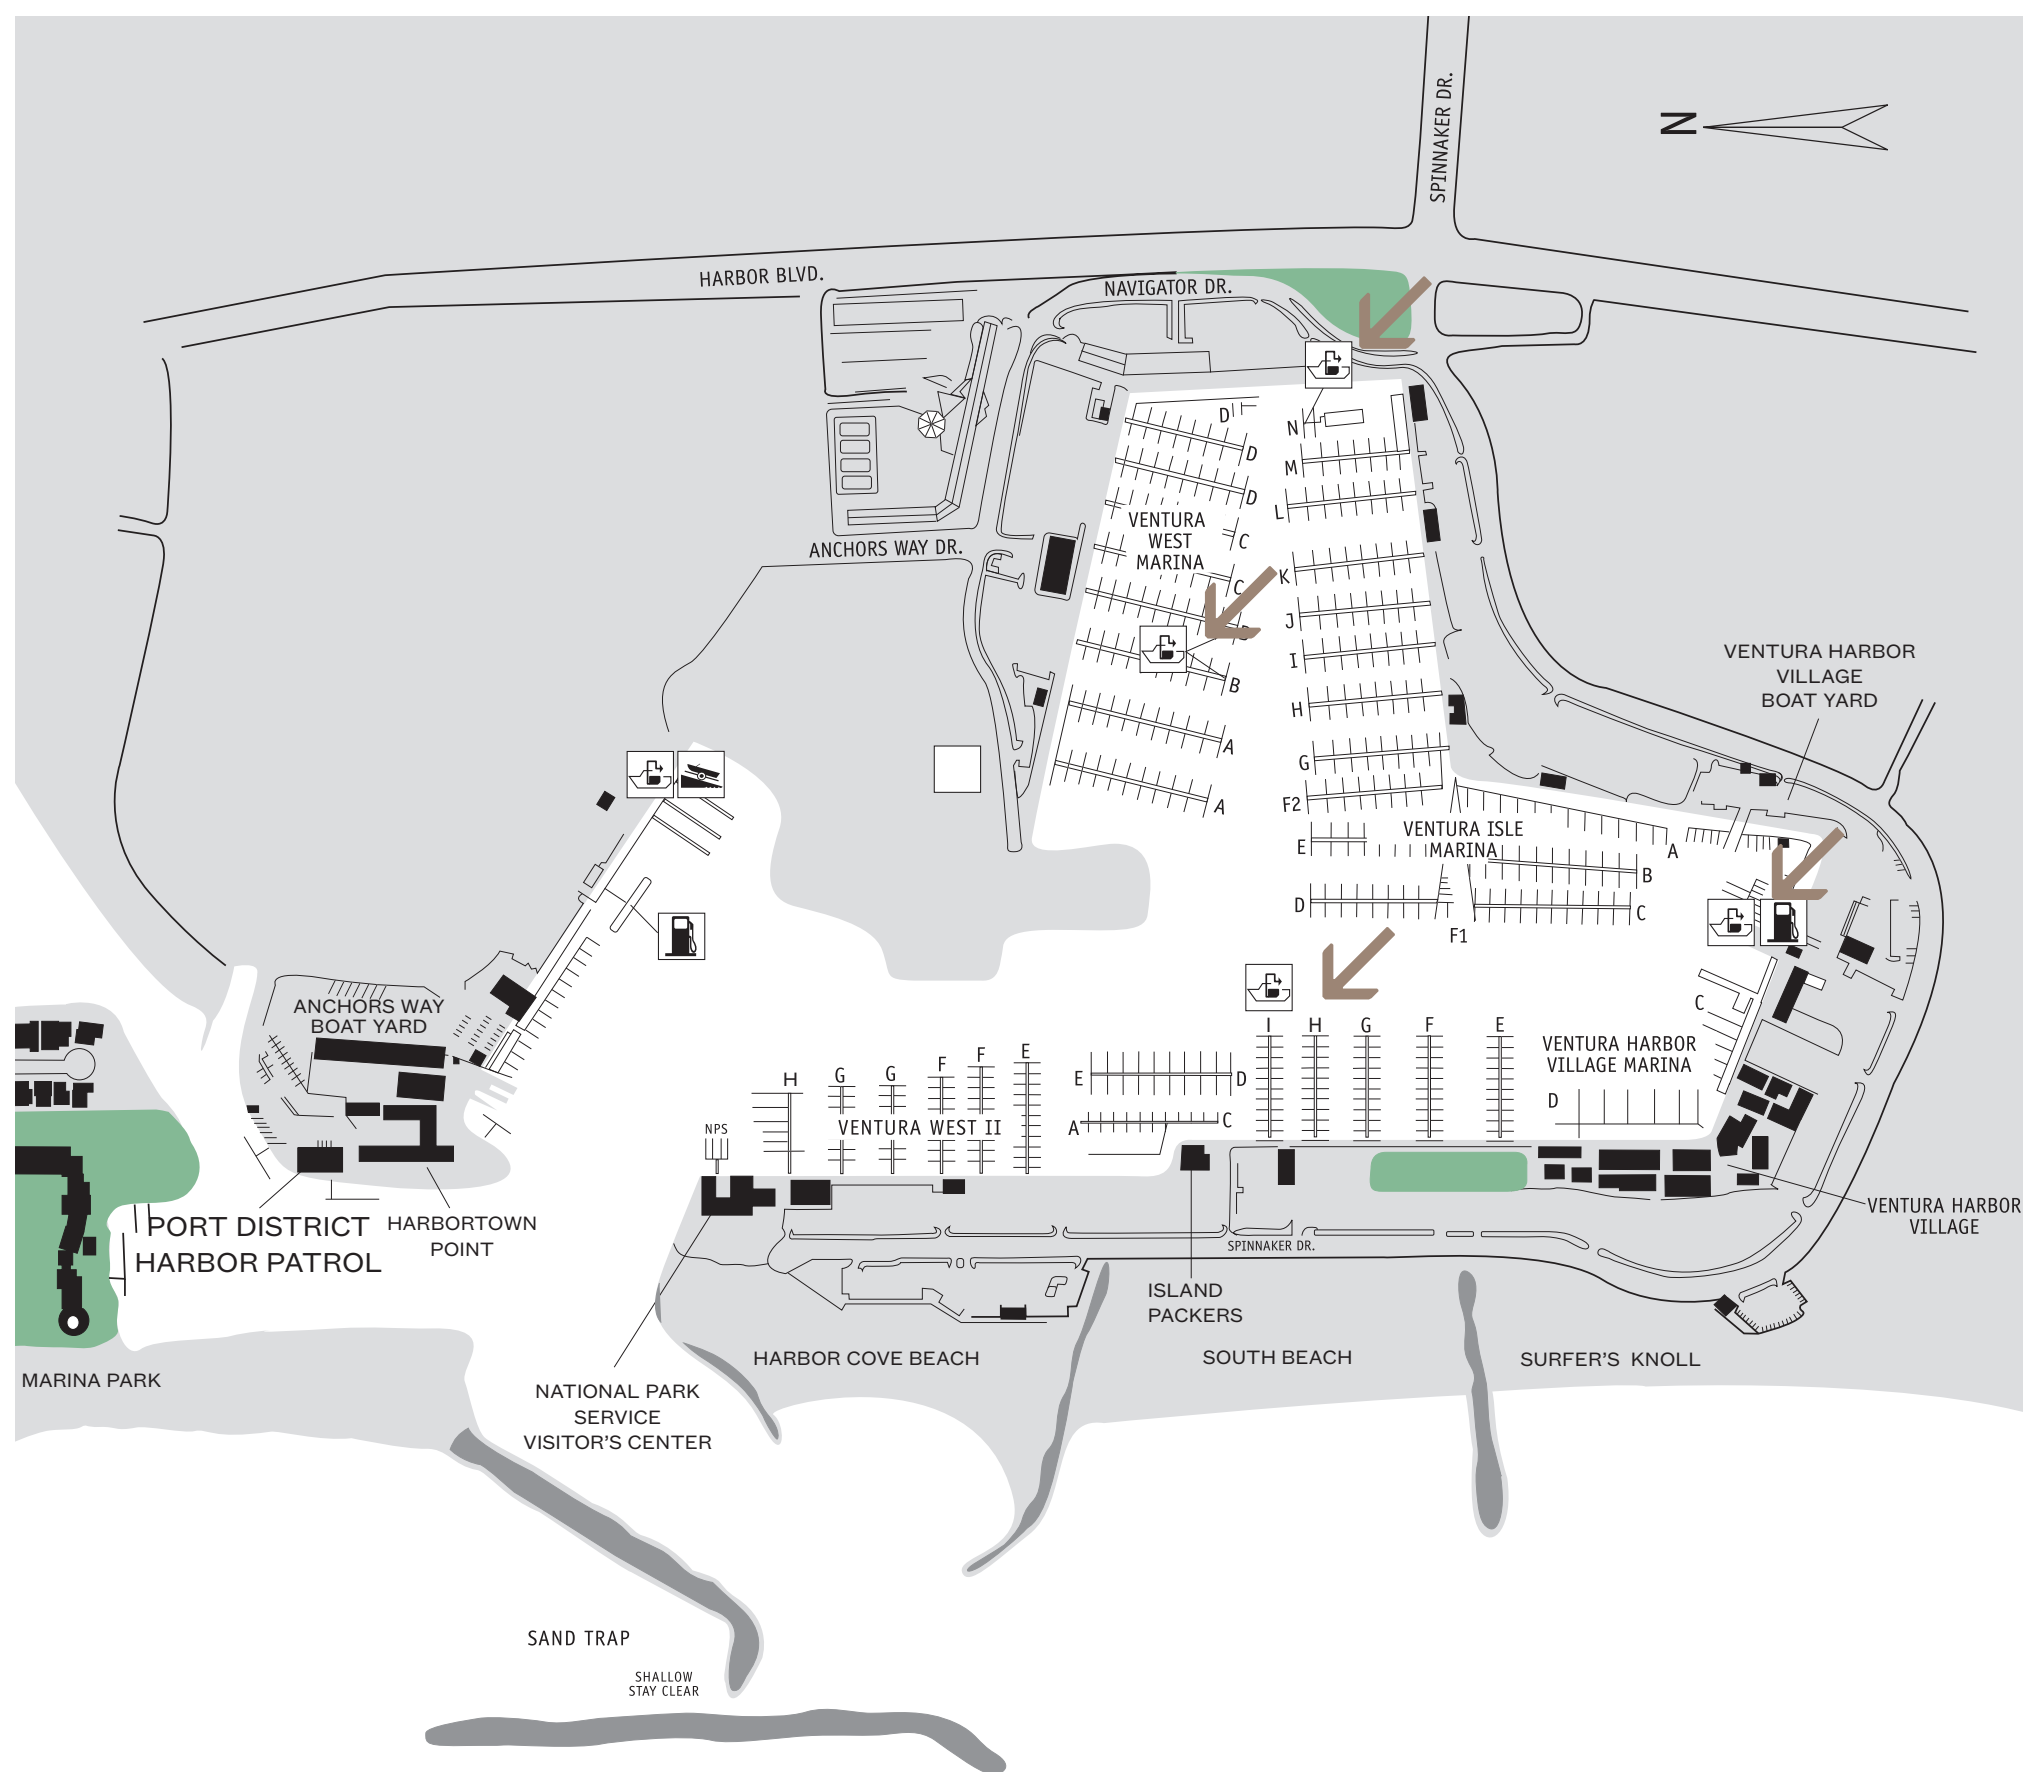 SPINNAKER DR.
N
HARBOR BLVD.
NAVIGATOR DR.
D
D
D
VENTURA
WEST
MARINA
C
C
B
B
A
A
N
M
L
K
J
I
H
G
F2
E
D
F1
VENTURA ISLE
MARINA
A
B
C
ANCHORS WAY DR.
VENTURA HARBOR
VILLAGE
BOAT YARD
ANCHORS WAY
BOAT YARD
I
H
G
F
E
VENTURA HARBOR
VILLAGE MARINA
C
D
H
G
G
F
F
E
VENTURA WEST II
NPS
E
D
A
C
PORT DISTRICT
HARBOR PATROL
HARBORTOWN
POINT
VENTURA HARBOR
VILLAGE
SPINNAKER DR.
ISLAND
PACKERS
MARINA PARK
NATIONAL PARK
SERVICE
VISITOR'S CENTER
HARBOR COVE BEACH
SOUTH BEACH
SURFER'S KNOLL
SAND TRAP
SHALLOW
STAY CLEAR